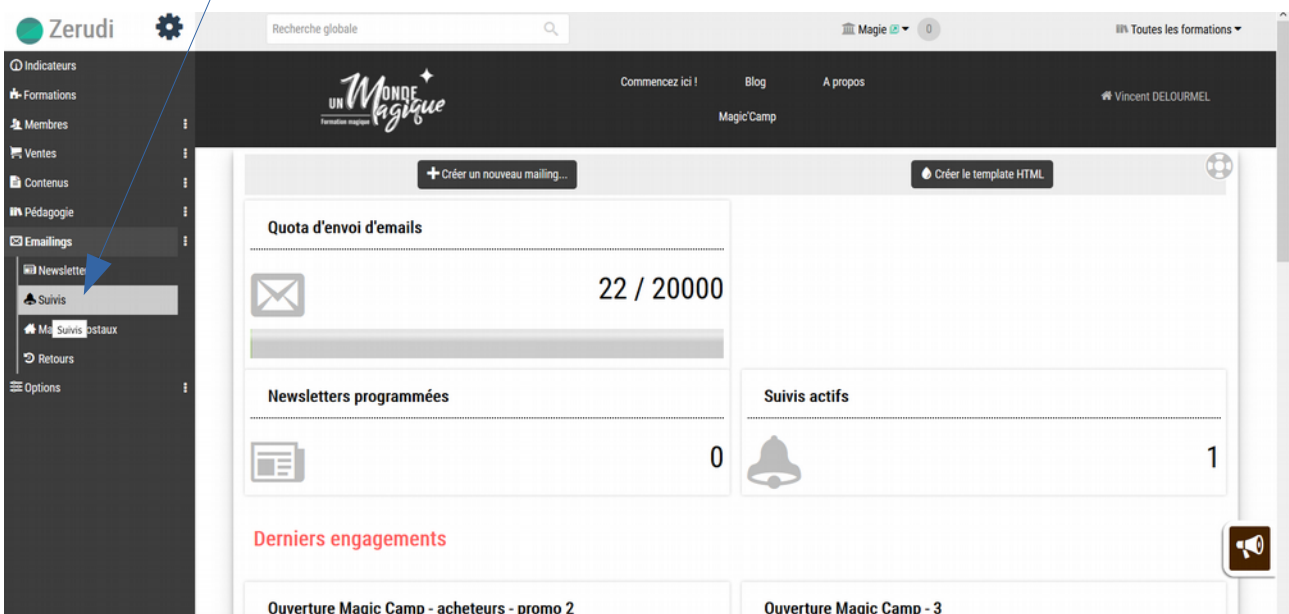 Zerudi
Recherche globale
Magie
0
Toutes les formations
Indicateurs
Formations
Membres
Ventes
Contenus
Pédagogie
Emailings
Suivis
Suivis
Retours
Options
UN Monde Magique
Formation magique
Commencez ici !
Blog
A propos
Magic'Camp
Vincent DELOURMEL
Créer un nouveau mailing...
Créer le template HTML
Quota d'envoi d'emails
22 / 20000
Newsletters programmées
0
Suivis actifs
1
Derniers engagements
Ouverture Magic Camp - acheteurs - promo 2
Ouverture Magic Camp - 3